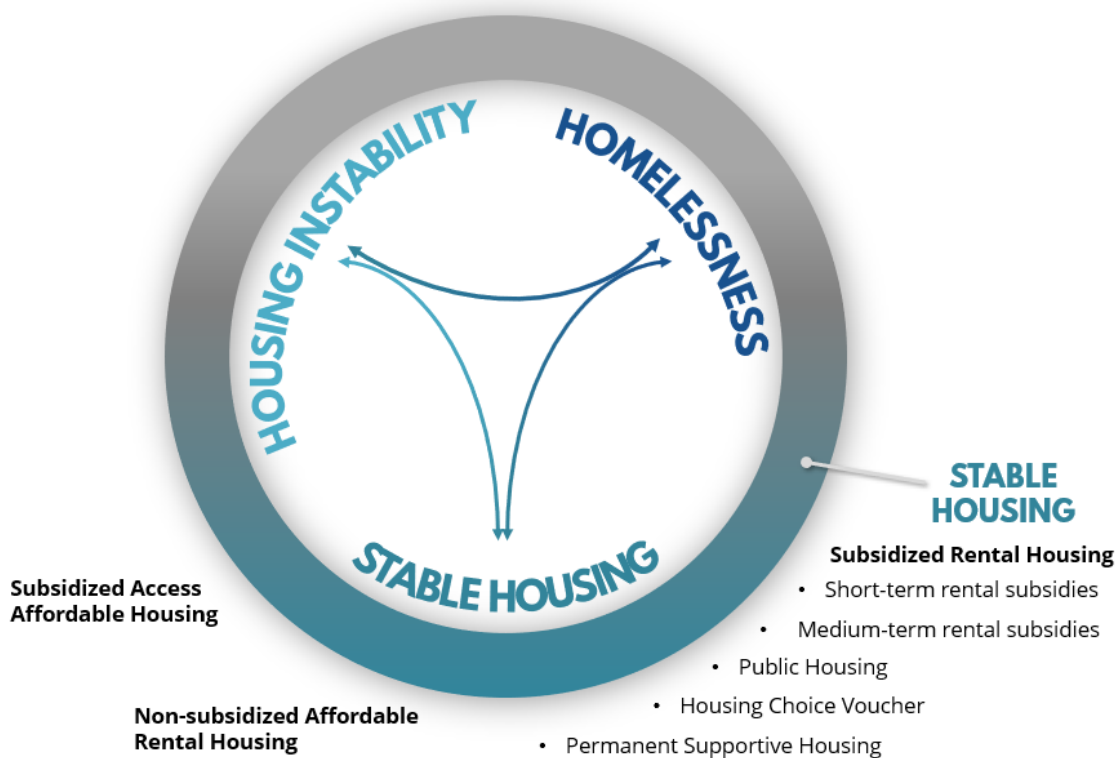 HOUSING INSTABILITY
HOMELESSNESS
STABLE HOUSING
STABLE
HOUSING
Subsidized Rental Housing
• Short-term rental subsidies
• Medium-term rental subsidies
• Public Housing
• Housing Choice Voucher
• Permanent Supportive Housing
Subsidized Access
Affordable Housing
Non-subsidized Affordable
Rental Housing